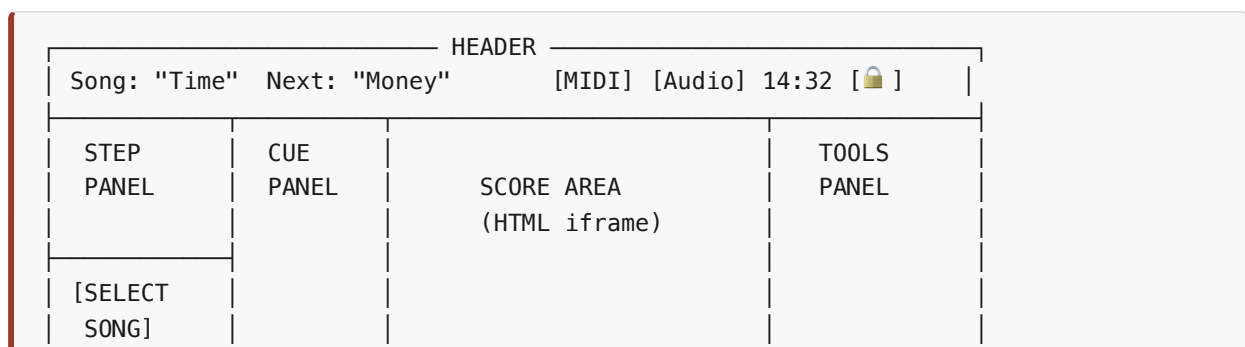 HEADER
Song: "Time" Next: "Money" [MIDI] [Audio] 14:32 [🔒]
STEP CUE TOOLS
PANEL PANEL SCORE AREA PANEL
(HTML iframe)
[SELECT
SONG]